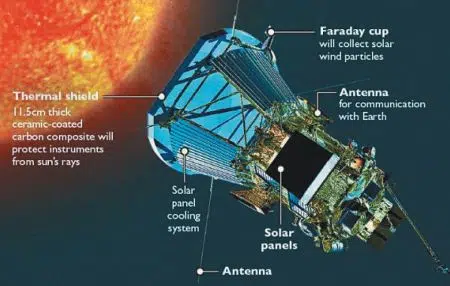 Faraday cup
will collect solar
wind particles
Thermal shield
11.5cm thick
ceramic-coated
carbon composite will
protect instruments
from sun's rays
Antenna
for communication
with Earth
Solar
panel
cooling
system
Solar
panels
Antenna